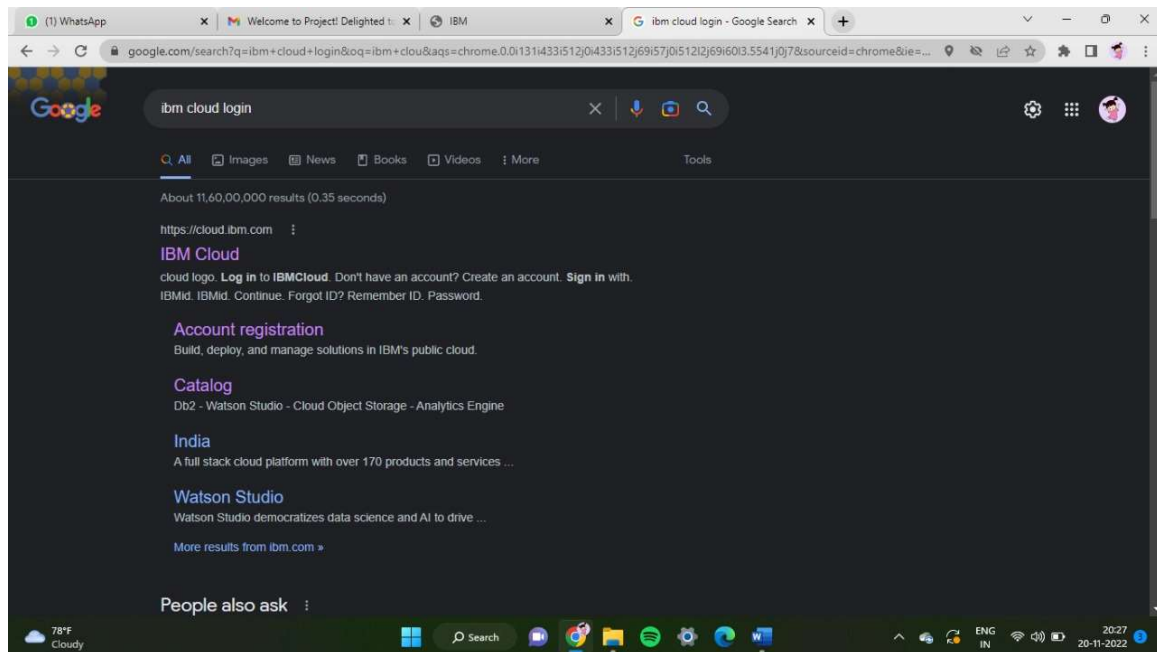 (1) WhatsApp
Welcome to Project! Delighted t
IBM
ibm cloud login - Google Search
google.com/search?q=ibm+cloud+login&oq=ibm+clou&aqs=chrome.0.0i131i433i512j0i433i512j69i57j0i512l2j69i60l3.5541j0j7&sourceid=chrome&ie=...
Google
ibm cloud login
All Images News Books Videos More Tools
About 11,60,00,000 results (0.35 seconds)
https://cloud.ibm.com
IBM Cloud
cloud logo. Log in to IBMCloud. Don't have an account? Create an account. Sign in with.
IBMid. IBMid. Continue. Forgot ID? Remember ID. Password.
Account registration
Build, deploy, and manage solutions in IBM's public cloud.
Catalog
Db2 - Watson Studio - Cloud Object Storage - Analytics Engine
India
A full stack cloud platform with over 170 products and services ...
Watson Studio
Watson Studio democratizes data science and AI to drive ...
More results from ibm.com »
People also ask
78°F
Cloudy
Search
ENG
IN
20:27
20-11-2022
3